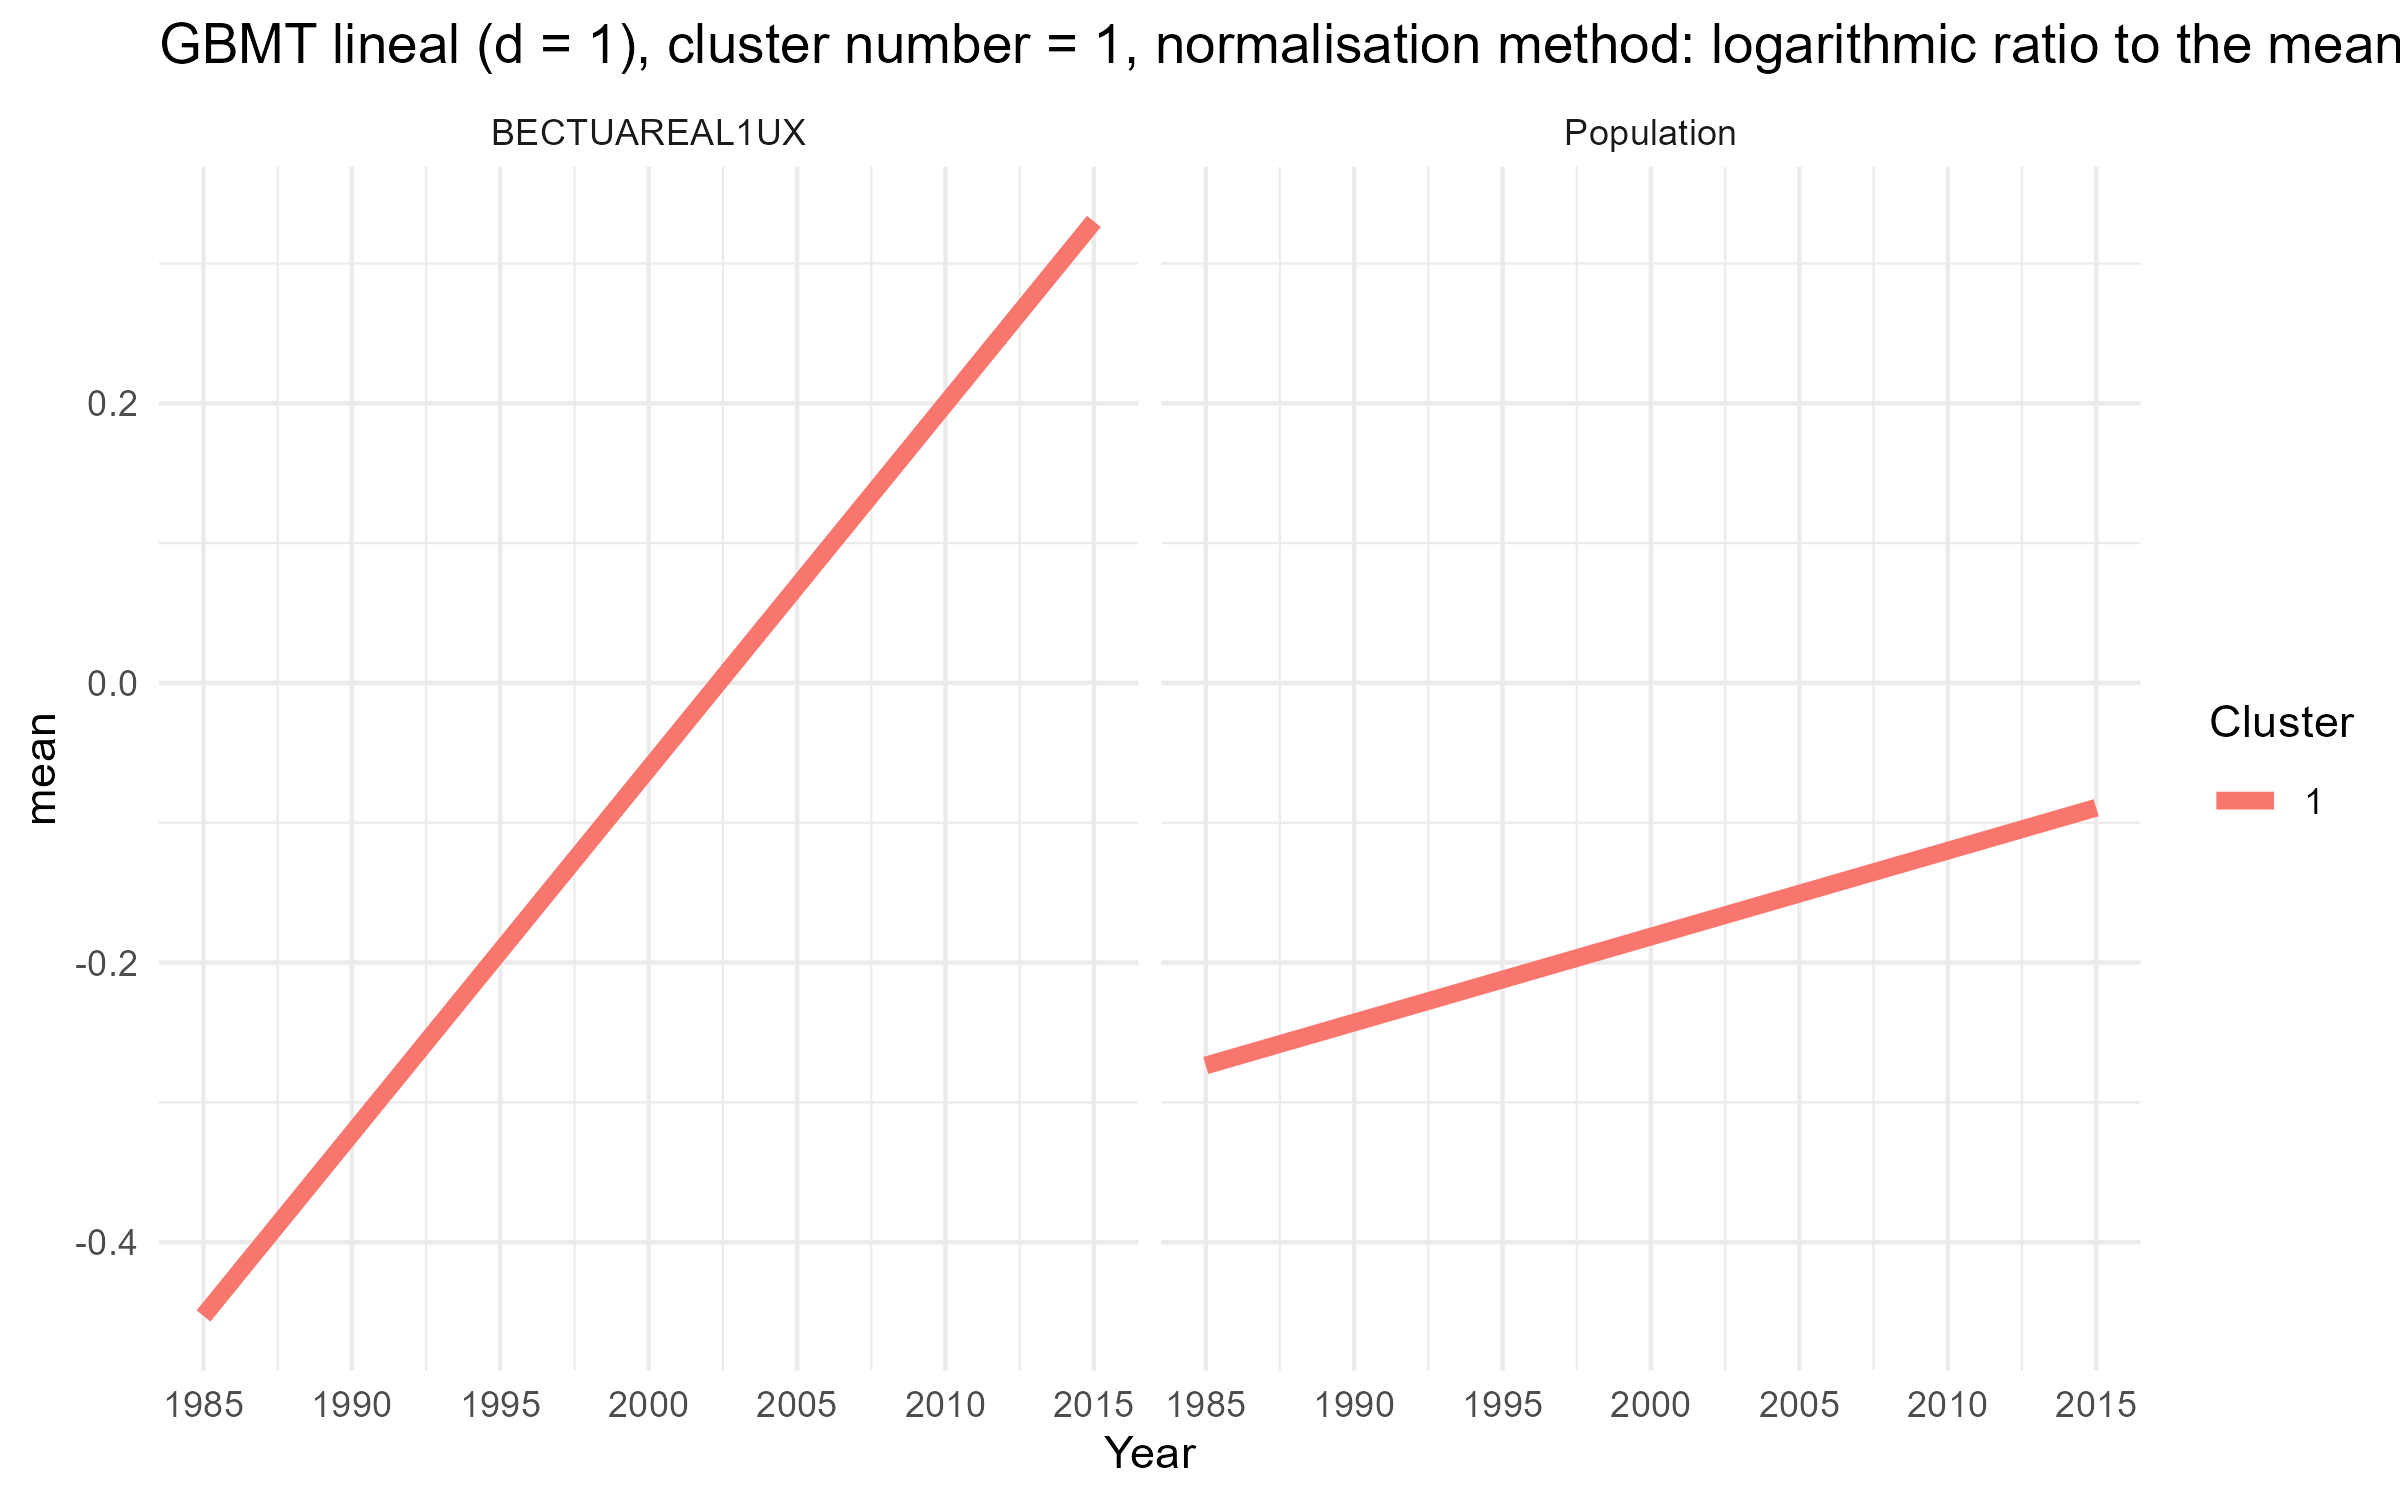 GBMT lineal (d = 1), cluster number = 1, normalisation method: logarithmic ratio to the mean
BECTUAREAL1UX Population
0.2
0.0
-0.2
-0.4
mean
1985 1990 1995 2000 2005 2010 2015 1985 1990 1995 2000 2005 2010 2015
Year
Cluster
1